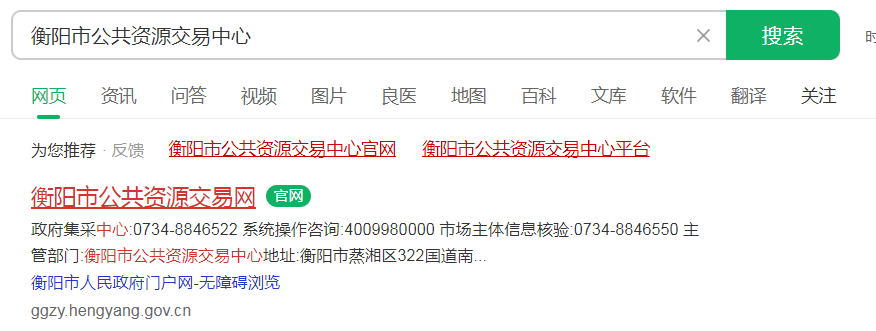 衡阳市公共资源交易中心 × 搜索 时
网页 资讯 问答 视频 图片 良医 地图 百科 文库 软件 翻译 关注
为您推荐 · 反馈 衡阳市公共资源交易中心官网 衡阳市公共资源交易中心平台
衡阳市公共资源交易网 官网
政府集采中心:0734-8846522 系统操作咨询:4009980000 市场主体信息核验:0734-8846550 主
管部门:衡阳市公共资源交易中心地址:衡阳市蒸湘区322国道南...
衡阳市人民政府门户网-无障碍浏览
ggzy.hengyang.gov.cn